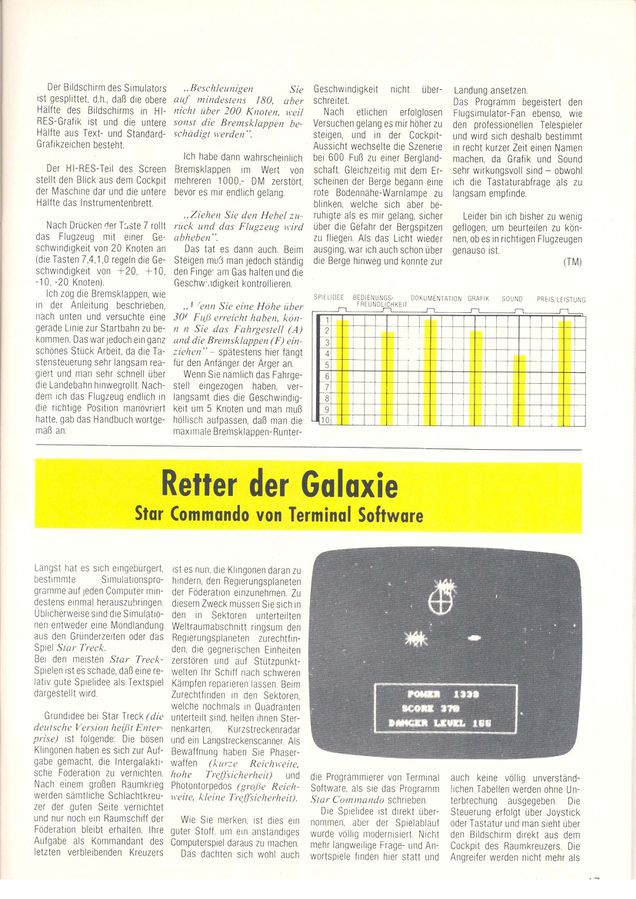 Der Bildschirm des Simulators
ist gesplittet, d.h., daß die obere
Hälfte des Bildschirms in HI-
RES-Grafik ist und die untere
Hälfte aus Text- und Standard-
Grafikzeichen besteht.
Der HI-RES-Teil des Screen
stellt den Blick aus dem Cockpit
der Maschine dar und die untere
Hälfte das Instrumentenbrett.
Nach Drücken der Taste 7 rollt
das Flugzeug mit einer Ge-
schwindigkeit von 20 Knoten an
(die Tasten 7,4,1,0 regeln die Ge-
schwindigkeit von +20, +10,
-10, -20 Knoten).
Ich zog die Bremsklappen, wie
in der Anleitung beschrieben,
nach unten und versuchte eine
gerade Linie zur Startbahn zu be-
kommen. Das war jedoch ein ganz
schönes Stück Arbeit, da die Ta-
stensteuerung sehr langsam rea-
giert und man sehr schnell über
die Landebahn hinwegrollt. Nach-
dem ich das Flugzeug endlich in
die richtige Position manövriert
hatte, gab das Handbuch wortge-
mäß an:
„Beschleunigen Sie
auf mindestens 180, aber
nicht über 200 Knoten, weil
sonst die Bremsklappen be-
schädigt werden".
Ich habe dann wahrscheinlich
Bremsklappen im Wert von
mehreren 1000,- DM zerstört,
bevor es mir endlich gelang.
„Ziehen Sie den Hebel zu-
rück und das Flugzeug wird
abheben".
Das tat es dann auch. Beim
Steigen muß man jedoch ständig
den Finger am Gas halten und die
Geschwindigkeit kontrollieren.
„Wenn Sie eine Höhe über
30 Fuß erreicht haben, kön-
n n Sie das Fahrgestell (A)
und die Bremsklappen (F) ein-
ziehen" – spätestens hier fängt
für den Anfänger der Ärger an.
Wenn Sie nämlich das Fahrge-
stell eingezogen haben, ver-
langsamt dies die Geschwindig-
keit um 5 Knoten und man muß
höllisch aufpassen, daß man die
maximale Bremsklappen-Runter-
Geschwindigkeit nicht über-
schreitet.
Nach etlichen erfolglosen
Versuchen gelang es mir höher zu
steigen, und in der Cockpit-
Aussicht wechselte die Szenerie
bei 600 Fuß zu einer Bergland-
schaft. Gleichzeitig mit dem Er-
scheinen der Berge begann eine
rote Bodennähe-Warnlampe zu
blinken, welche sich aber be-
ruhigte als es mir gelang, sicher
über die Gefahr der Bergspitzen
zu fliegen. Als das Licht wieder
ausging, war ich auch schon über
die Berge hinweg und konnte zur
Landung ansetzen.
Das Programm begeistert den
Flugsimulator-Fan ebenso, wie
den professionellen Telespieler
und wird sich deshalb bestimmt
in recht kurzer Zeit einen Namen
machen, da Grafik und Sound
sehr wirkungsvoll sind – obwohl
ich die Tastaturabfrage als zu
langsam empfinde.
Leider bin ich bisher zu wenig
geflogen, um beurteilen zu kön-
nen, ob es in richtigen Flugzeugen
genauso ist.
(TM)
SPIELIDEE BEDIENUNGS- DOKUMENTATION GRAFIK SOUND PREIS/LEISTUNG
FREUNDLICHKEIT
1
2
3
4
5
6
7
8
9
10
Retter der Galaxie
Star Commando von Terminal Software
Längst hat es sich eingebürgert,
bestimmte Simulationspro-
gramme auf jeden Computer min-
destens einmal herauszubringen.
Üblicherweise sind die Simulatio-
nen entweder eine Mondlandung
aus den Gründerzeiten oder das
Spiel Star Treck.
Bei den meisten Star Treck-
Spielen ist es schade, daß eine re-
lativ gute Spielidee als Textspiel
dargestellt wird.
Grundidee bei Star Treck (die
deutsche Version heißt Enter-
prise) ist folgende: Die bösen
Klingonen haben es sich zur Auf-
gabe gemacht, die Intergalakti-
sche Föderation zu vernichten.
Nach einem großen Raumkrieg
werden sämtliche Schlachtkreu-
zer der guten Seite vernichtet
und nur noch ein Raumschiff der
Föderation bleibt erhalten. Ihre
Aufgabe als Kommandant des
letzten verbleibenden Kreuzers
ist es nun, die Klingonen daran zu
hindern, den Regierungsplaneten
der Föderation einzunehmen. Zu
diesem Zweck müssen Sie sich in
den in Sektoren unterteilten
Weltraumabschnitt ringsum den
Regierungsplaneten zurechtfin-
den, die gegnerischen Einheiten
zerstören und auf Stützpunkt-
welten Ihr Schiff nach schweren
Kämpfen reparieren lassen. Beim
Zurechtfinden in den Sektoren,
welche nochmals in Quadranten
unterteilt sind, helfen ihnen Ster-
nenkarten, Kurzstreckenradar
und ein Langstreckenscanner. Als
Bewaffnung haben Sie Phaser-
waffen (kurze Reichweite,
hohe Treffsicherheit) und
Photontorpedos (große Reich-
weite, kleine Treffsicherheit).
Wie Sie merken, ist dies ein
guter Stoff, um ein anständiges
Computerspiel daraus zu machen.
Das dachten sich wohl auch
POWER 1339
SCORE 370
DANGER LEVEL 155
die Programmierer von Terminal
Software, als sie das Programm
Star Commando schrieben.
Die Spielidee ist direkt über-
nommen, aber der Spielablauf
wurde völlig modernisiert. Nicht
mehr langweilige Frage- und An-
wortspiele finden hier statt und
auch keine völlig unverständ-
lichen Tabellen werden ohne Un-
terbrechung ausgegeben. Die
Steuerung erfolgt über Joystick
oder Tastatur und man sieht über
den Bildschirm direkt aus dem
Cockpit des Raumkreuzers. Die
Angreifer werden nicht mehr als